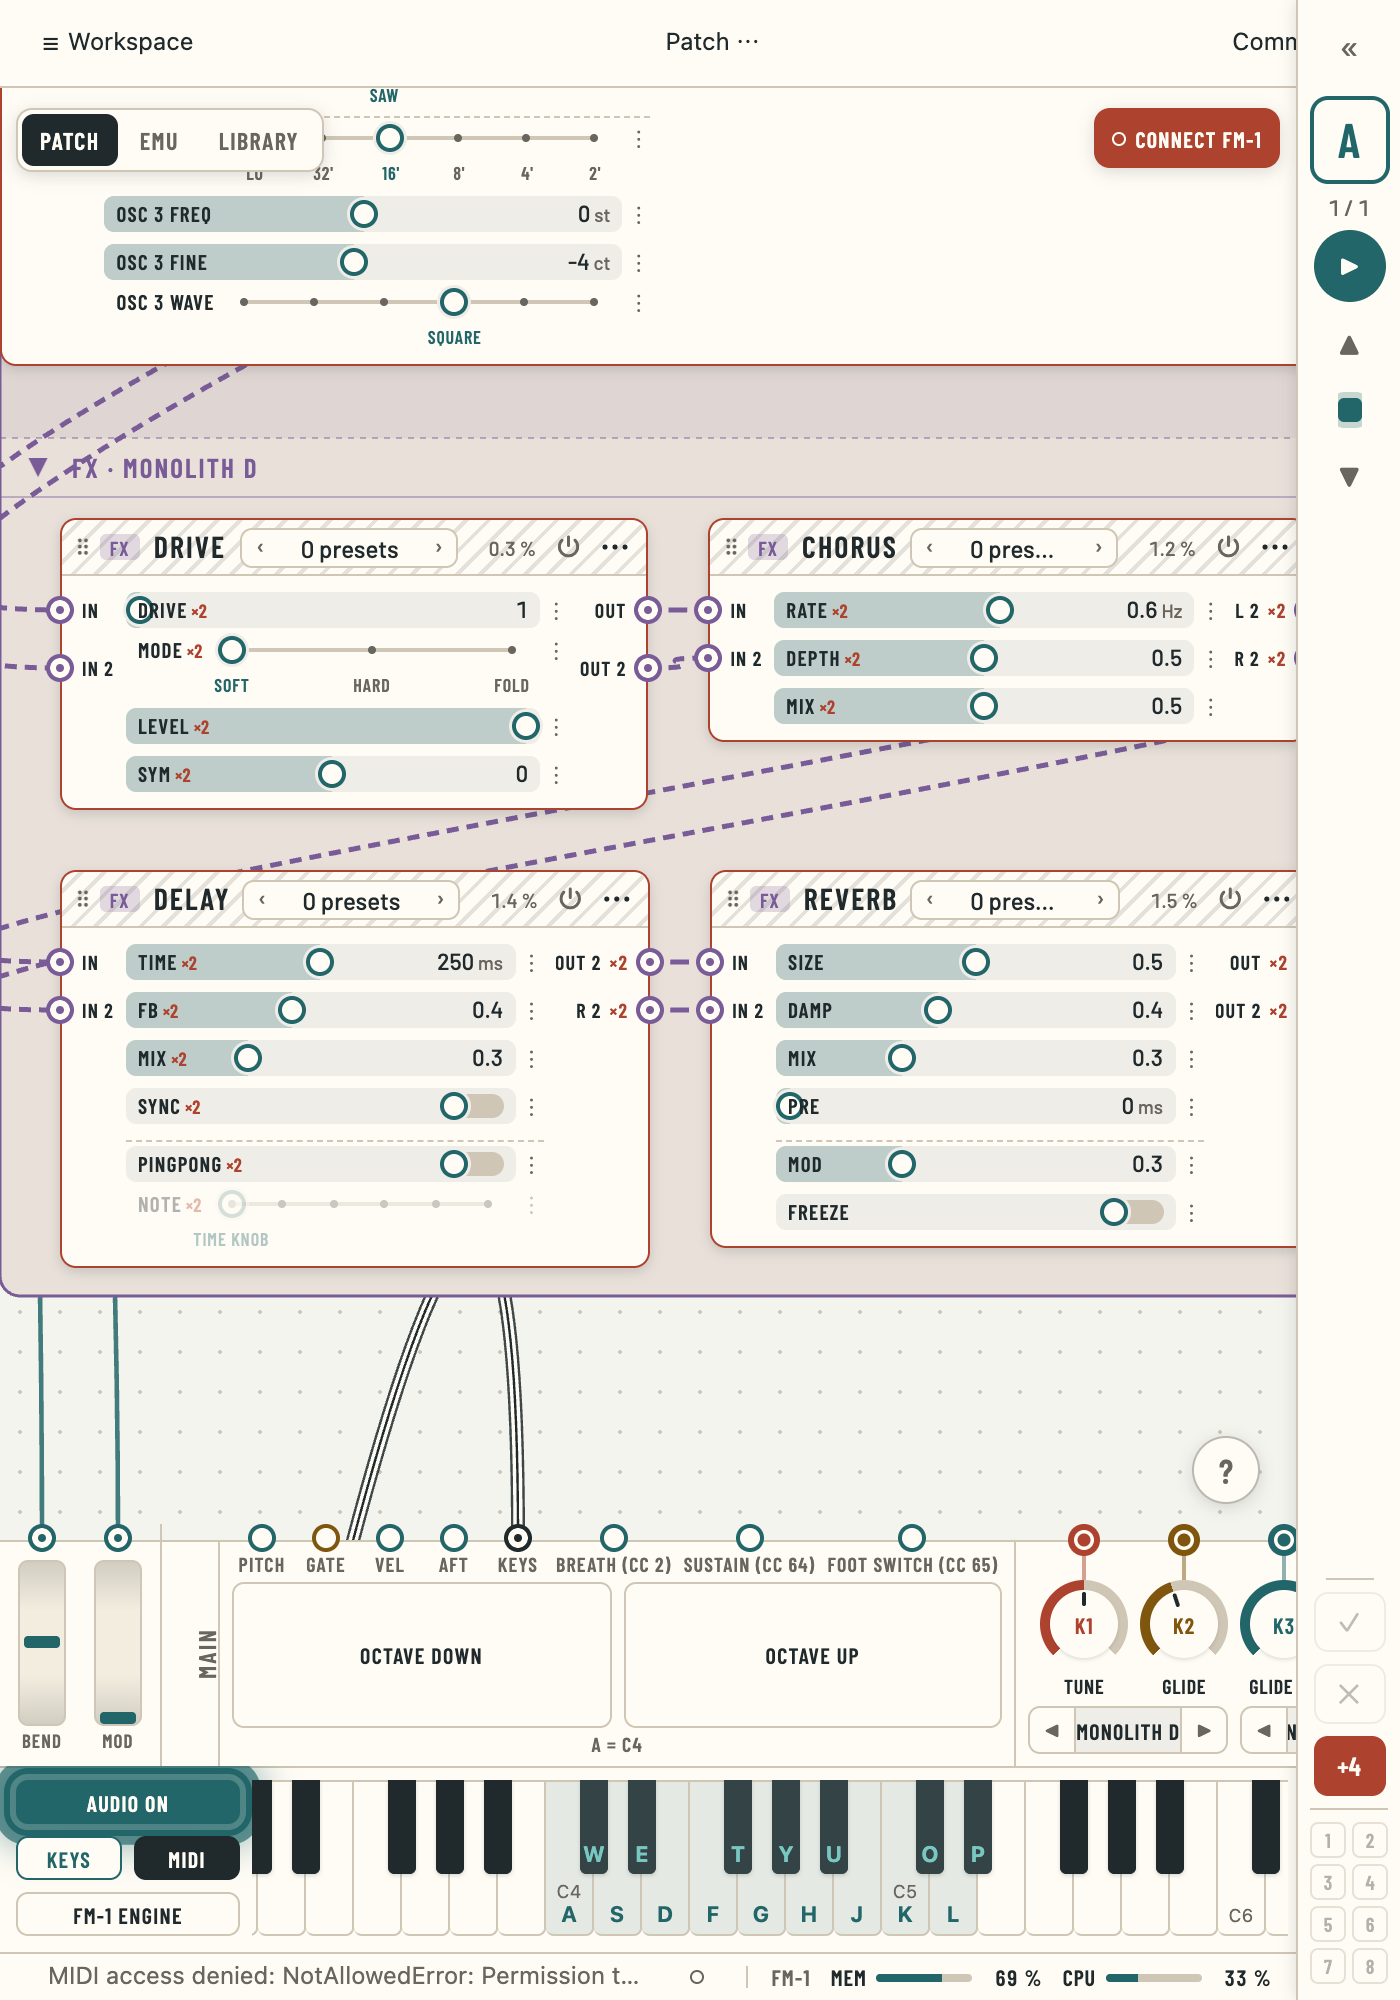 ≡ Workspace
Patch ···
Comm
«
PATCH
EMU
LIBRARY
SAW
CONNECT FM-1
A
1 / 1
LO
32'
16'
8'
4'
2'
OSC 3 FREQ
0 st
OSC 3 FINE
-4 ct
OSC 3 WAVE
SQUARE
FX · MONOLITH D
FX DRIVE ‹ 0 presets › 0.3 %
FX CHORUS ‹ 0 pres... › 1.2 %
IN
DRIVE ×2
1
OUT
IN
RATE ×2
0.6 Hz
L 2 ×2
MODE ×2
IN 2
OUT 2
SOFT
HARD
FOLD
IN 2
DEPTH ×2
0.5
R 2 ×2
LEVEL ×2
MIX ×2
0.5
SYM ×2
0
FX DELAY ‹ 0 presets › 1.4 %
FX REVERB ‹ 0 pres... › 1.5 %
IN
TIME ×2
250 ms
OUT 2 ×2
IN
SIZE
0.5
OUT ×2
IN 2
FB ×2
0.4
R 2 ×2
IN 2
DAMP
0.4
OUT 2 ×2
MIX ×2
0.3
MIX
0.3
SYNC ×2
PRE
0 ms
PINGPONG ×2
MOD
0.3
NOTE ×2
FREEZE
TIME KNOB
?
PITCH
GATE
VEL
AFT
KEYS
BREATH (CC 2)
SUSTAIN (CC 64)
FOOT SWITCH (CC 65)
MAIN
OCTAVE DOWN
OCTAVE UP
K1
K2
K3
TUNE
GLIDE
GLIDE
MONOLITH D
N
BEND
MOD
A = C4
+4
AUDIO ON
KEYS
MIDI
FM-1 ENGINE
W
E
T
Y
U
O
P
C4
C5
C6
A
S
D
F
G
H
J
K
L
1
2
3
4
5
6
7
8
MIDI access denied: NotAllowedError: Permission t...
FM-1
MEM
69 %
CPU
33 %